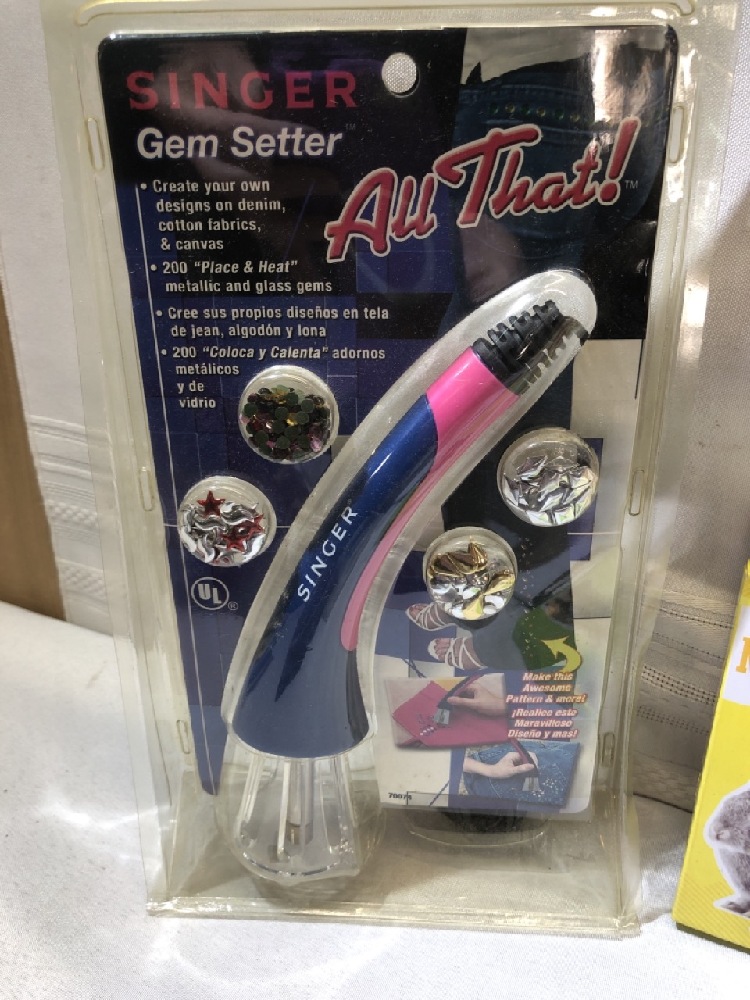 SINGER
Gem Setter™
All That!™
• Create your own
designs on denim,
cotton fabrics,
& canvas
• 200 "Place & Heat"
metallic and glass gems
• Cree sus propios diseños en tela
de jean, algodón y lona
• 200 "Coloca y Calenta" adornos
metálicos
y de
vidrio
SINGER®
UL®
Make this
Awesome
Pattern & more!
¡Realice este
Maravilloso
Diseño y mas!